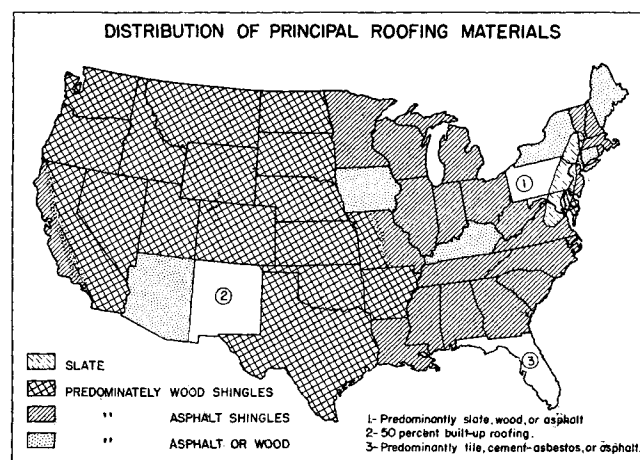 DISTRIBUTION OF PRINCIPAL ROOFING MATERIALS
①
②
③
SLATE
PREDOMINATELY WOOD SHINGLES
" ASPHALT SHINGLES
" ASPHALT OR WOOD
1- Predominantly slate, wood, or asphalt
2- 50 percent built-up roofing.
3- Predominantly tile, cement-asbestos, or asphalt.